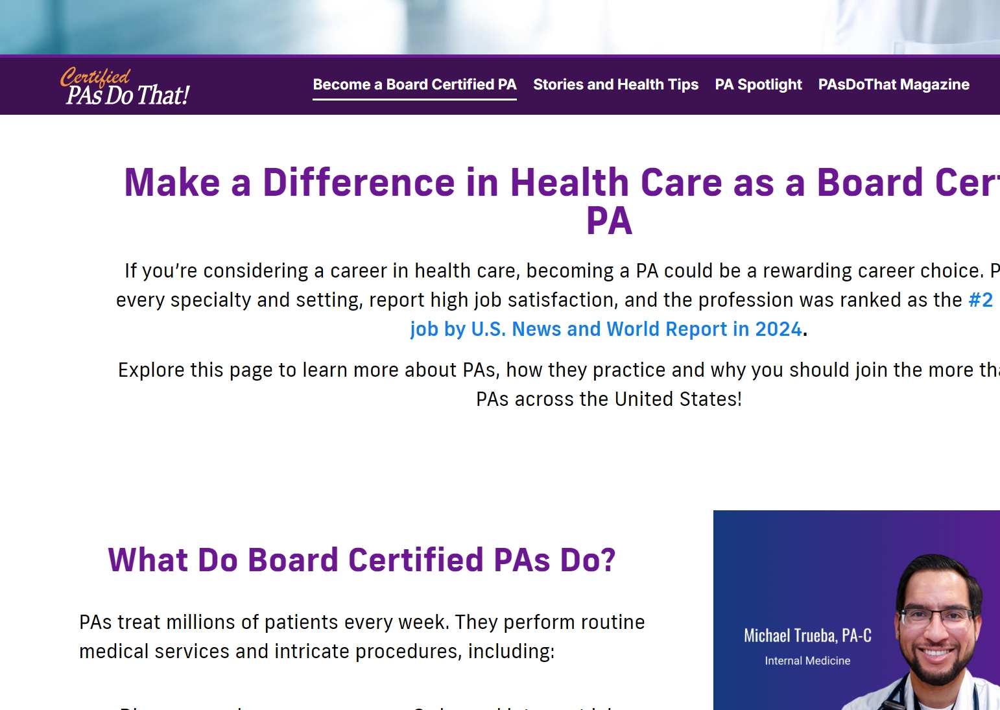 Certified
PAs Do That!
Become a Board Certified PA Stories and Health Tips PA Spotlight PAsDoThat Magazine
Make a Difference in Health Care as a Board
PA
If you’re considering a career in health care, becoming a PA could be a rewarding career choice.
every specialty and setting, report high job satisfaction, and the profession was ranked as the #2
job by U.S. News and World Report in 2024.
Explore this page to learn more about PAs, how they practice and why you should join the more
PAs across the United States!
What Do Board Certified PAs Do?
PAs treat millions of patients every week. They perform routine
medical services and intricate procedures, including:
Michael Trueba, PA-C
Internal Medicine